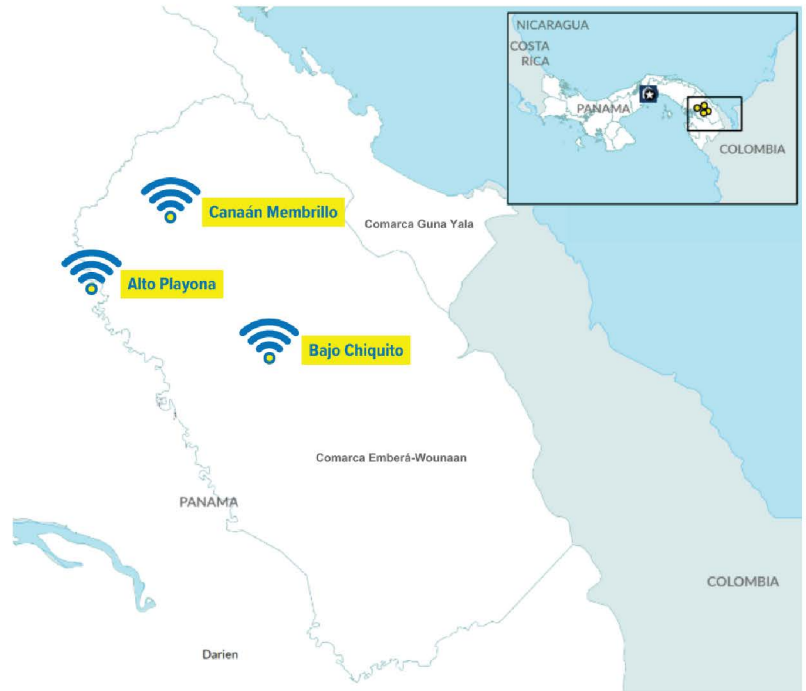 NICARAGUA
COSTA
RICA
PANAMA
COLOMBIA
Canaán Membrillo
Comarca Guna Yala
Alto Playona
Bajo Chiquito
Comarca Emberá-Wounaan
PANAMA
COLOMBIA
Darien